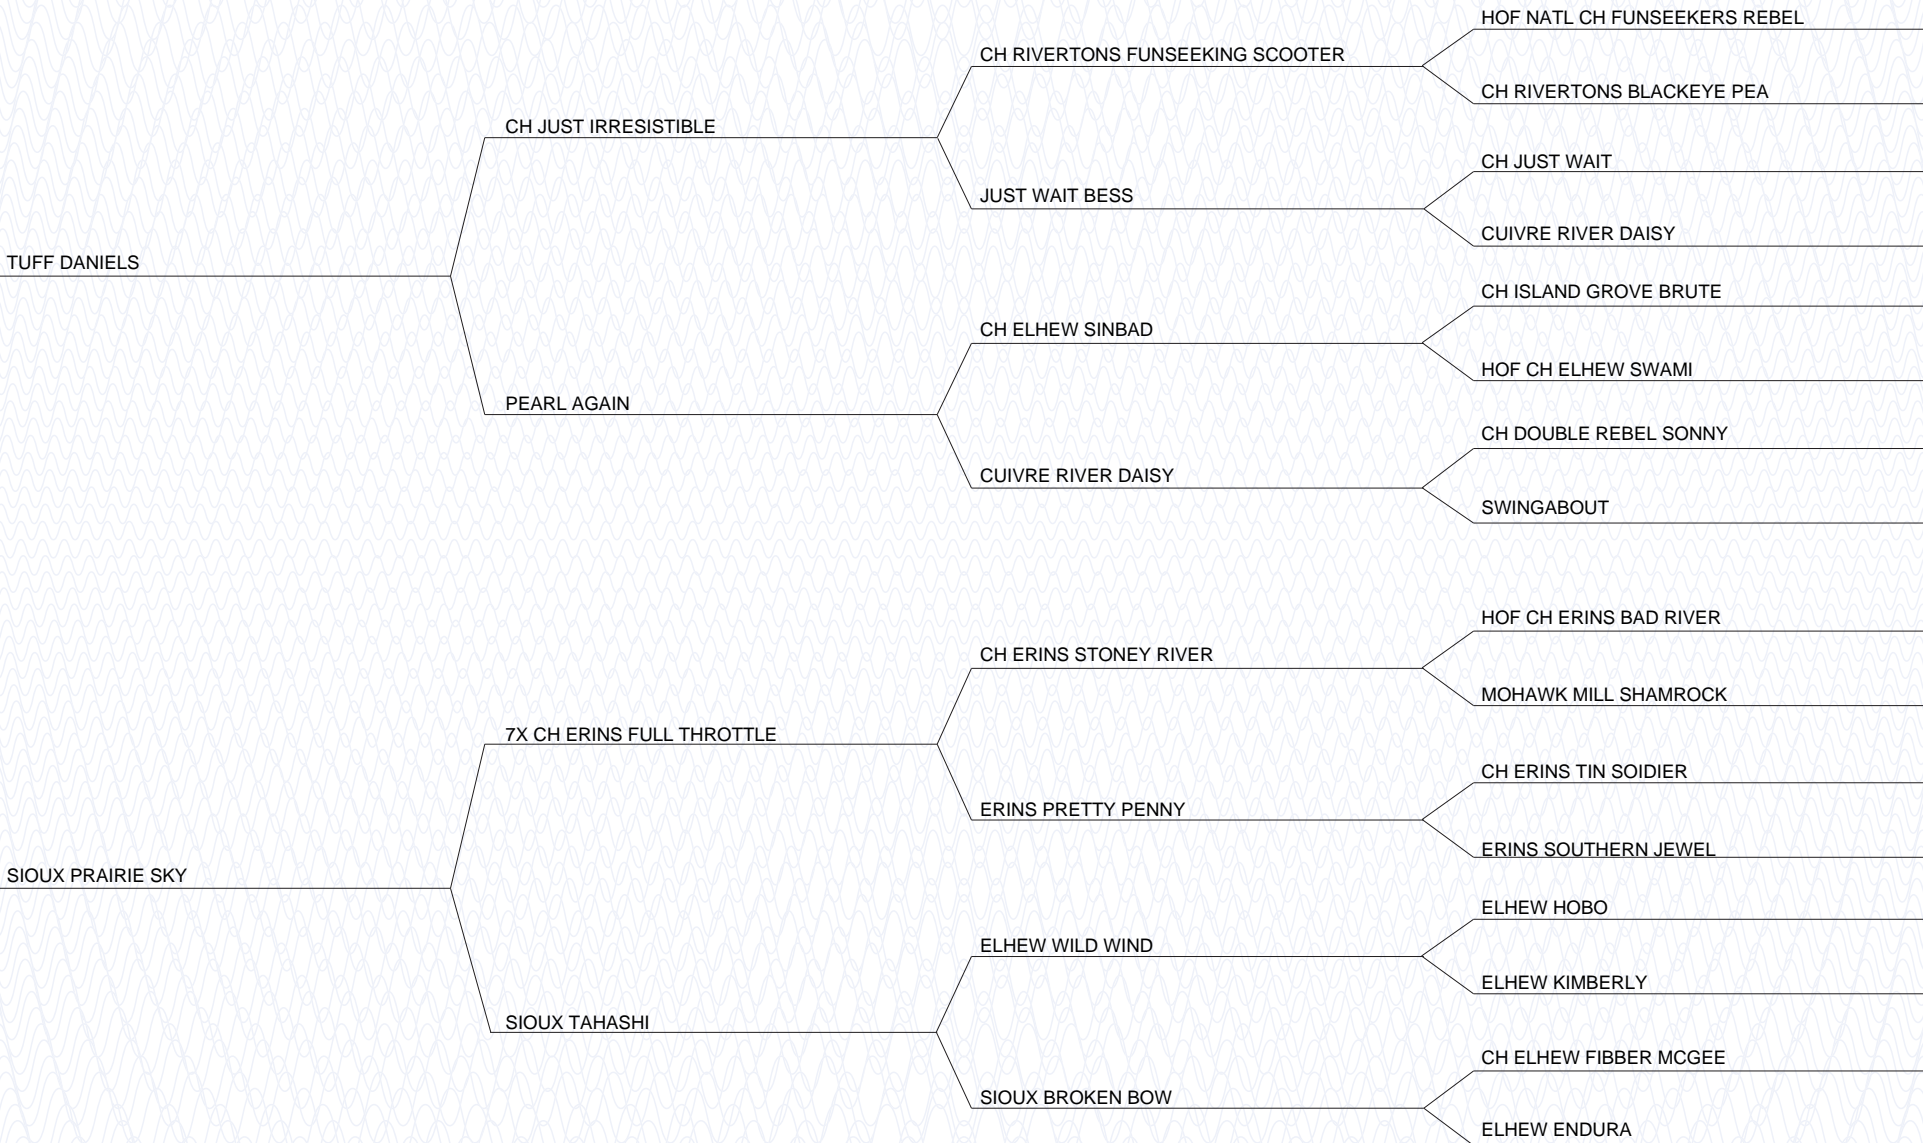 HOF NATL CH FUNSEEKERS REBEL
CH RIVERTONS FUNSEEKING SCOOTER
CH RIVERTONS BLACKEYE PEA
CH JUST IRRESISTIBLE
CH JUST WAIT
JUST WAIT BESS
CUIVRE RIVER DAISY
TUFF DANIELS
CH ISLAND GROVE BRUTE
CH ELHEW SINBAD
HOF CH ELHEW SWAMI
PEARL AGAIN
CH DOUBLE REBEL SONNY
CUIVRE RIVER DAISY
SWINGABOUT
HOF CH ERINS BAD RIVER
CH ERINS STONEY RIVER
MOHAWK MILL SHAMROCK
7X CH ERINS FULL THROTTLE
CH ERINS TIN SOIDIER
ERINS PRETTY PENNY
ERINS SOUTHERN JEWEL
SIOUX PRAIRIE SKY
ELHEW HOBO
ELHEW WILD WIND
ELHEW KIMBERLY
SIOUX TAHASHI
CH ELHEW FIBBER MCGEE
SIOUX BROKEN BOW
ELHEW ENDURA